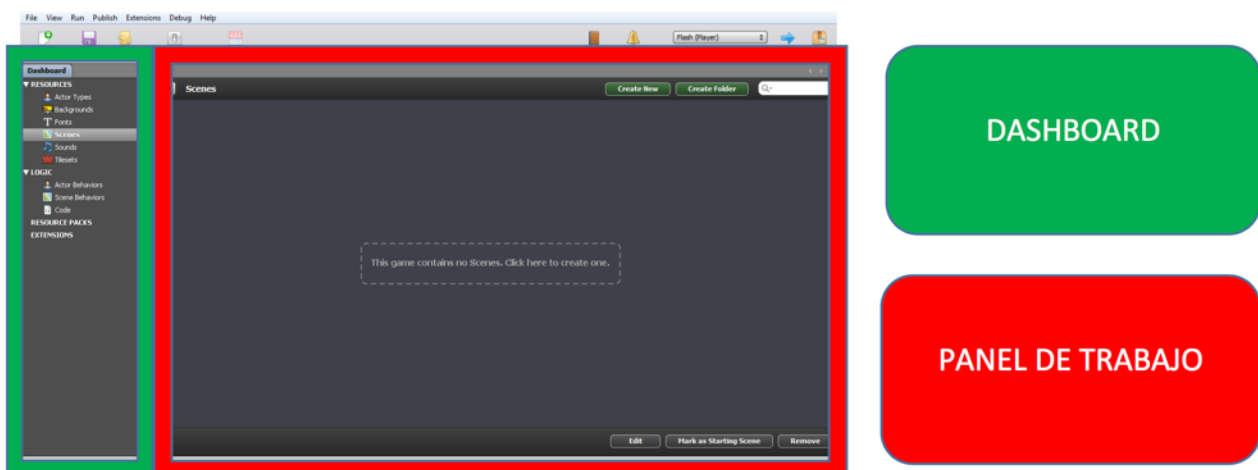 File View Run Publish Extensions Debug Help
Flash (Player)
Dashboard
RESOURCES
Actor Types
Backgrounds
Fonts
Scenes
Sounds
Tilesets
LOGIC
Actor Behaviors
Scene Behaviors
Code
RESOURCE PACKS
EXTENSIONS
Scenes
Create New Create Folder
This game contains no Scenes. Click here to create one.
Edit Mark as Starting Scene Remove
DASHBOARD
PANEL DE TRABAJO